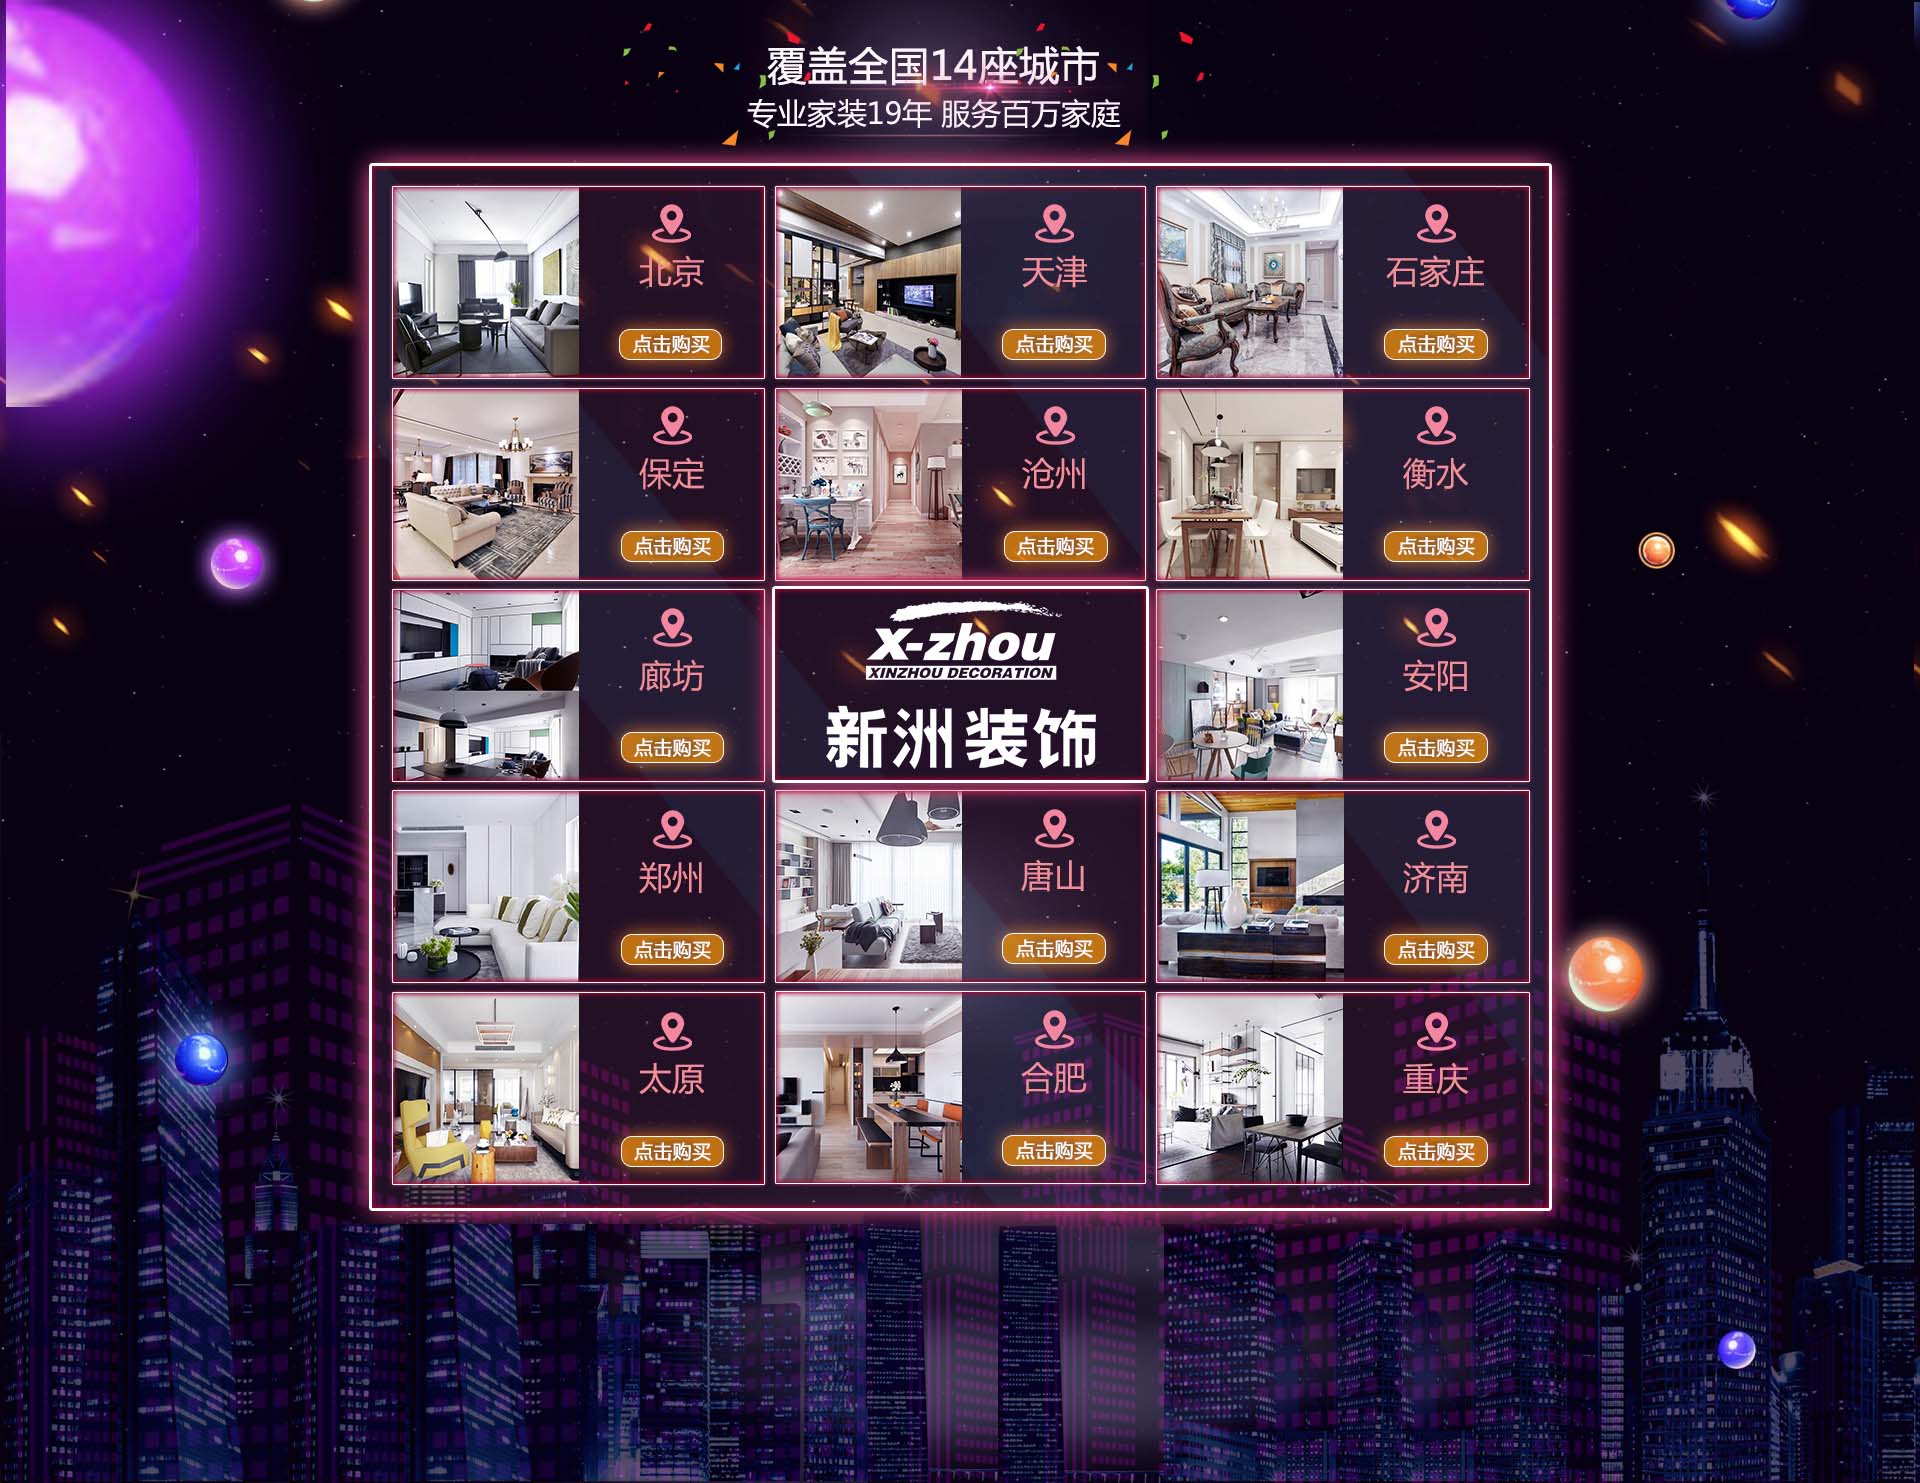 覆盖全国14座城市
专业家装19年 服务百万家庭
北京
点击购买
天津
点击购买
石家庄
点击购买
保定
点击购买
沧州
点击购买
衡水
点击购买
廊坊
点击购买
X-zhou
XINZHOU DECORATION
新洲装饰
安阳
点击购买
郑州
点击购买
唐山
点击购买
济南
点击购买
太原
点击购买
合肥
点击购买
重庆
点击购买